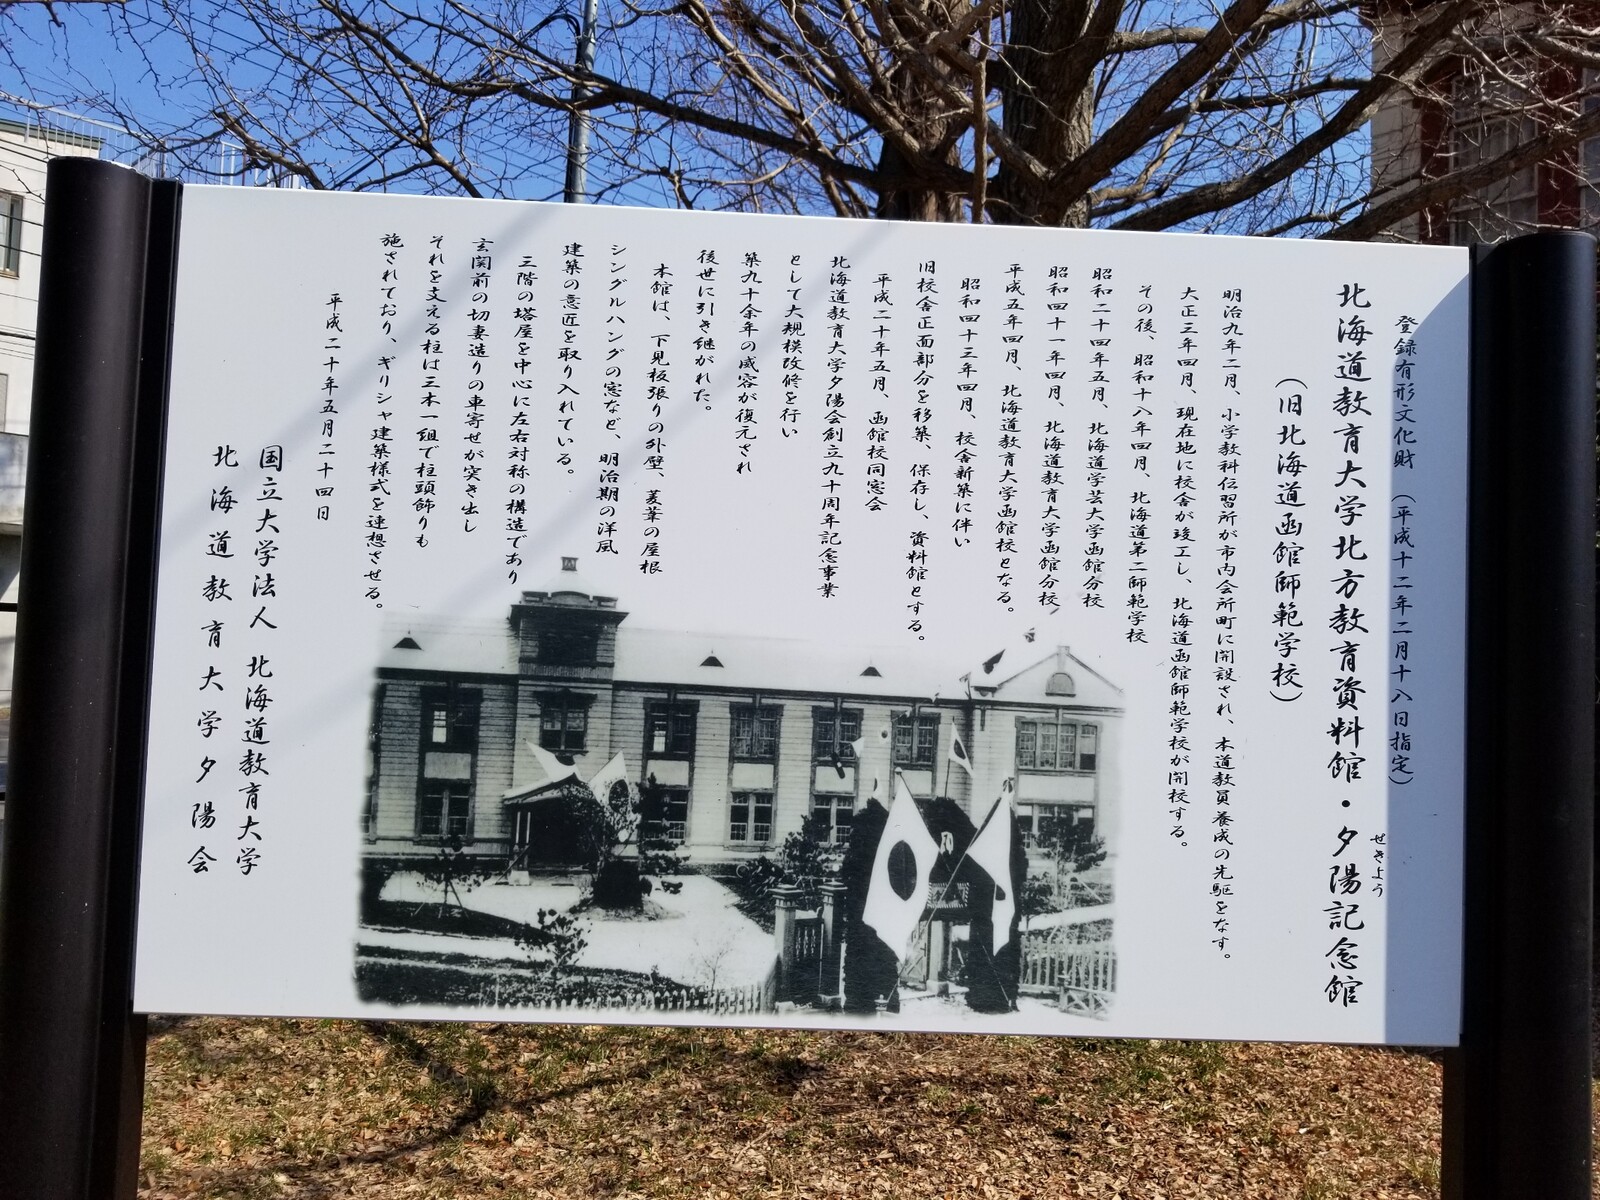 登録有形文化財 (平成十二年二月十八日指定)
北海道教育大学北方教育資料館・夕陽記念館
せきよう
(旧北海道函館師範学校)
明治九年二月、小学教科伝習所が市内会所町に開設され、本道教員養成の先駆をなす。
大正三年四月、現在地に校舎が竣工し、北海道函館師範学校が開校する。
その後、昭和十八年四月、北海道第二師範学校
昭和二十四年五月、北海道学芸大学函館分校
昭和四十一年四月、北海道教育大学函館分校
平成五年四月、北海道教育大学函館校となる。
昭和四十三年四月、校舎新築に伴い
旧校舎正面部分を移築、保存し、資料館とする。
平成二十年五月、函館校同窓会
北海道教育大学夕陽会創立九十周年記念事業
として大規模改修を行い
築九十余年の威容が復元され
後世に引き継がれた。
本館は、下見板張りの外壁、菱葺の屋根
シングルハングの窓など、明治期の洋風
建築の意匠を取り入れている。
三階の塔屋を中心に左右対称の構造であり
玄関前の切妻造りの車寄せが突き出し
それを支える柱は三本一組で柱頭飾りも
施されており、ギリシャ建築様式を連想させる。
平成二十年五月二十四日
国立大学法人 北海道教育大学
北海道教育大学夕陽会